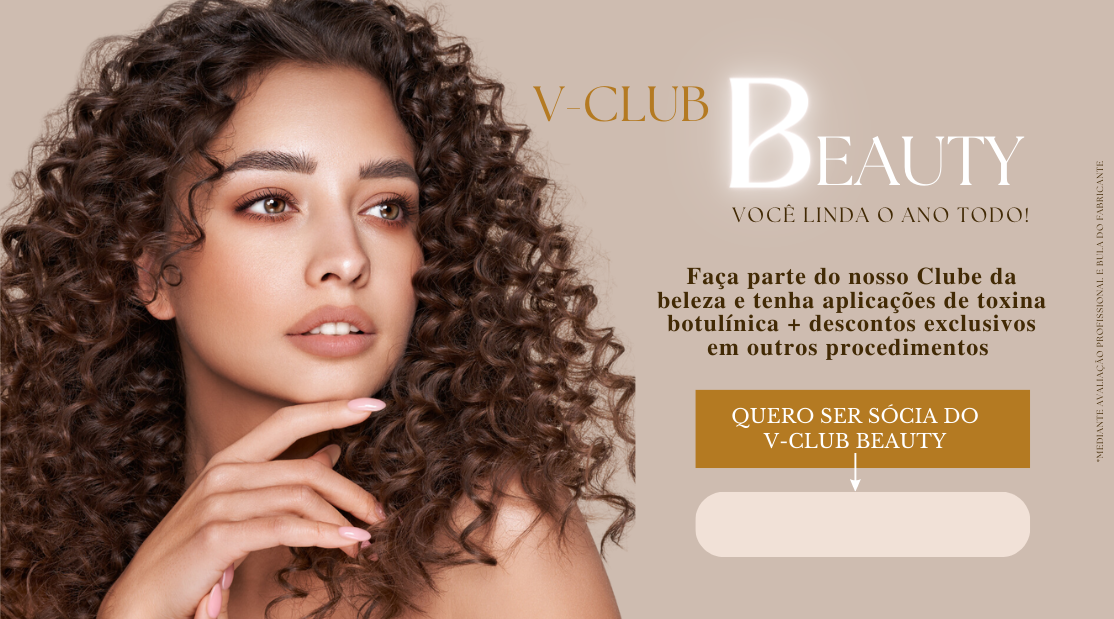 V-CLUB
BEAUTY
VOCÊ LINDA O ANO TODO!
Faça parte do nosso Clube da
beleza e tenha aplicações de toxina
botulínica + descontos exclusivos
em outros procedimentos
QUERO SER SÓCIA DO
V-CLUB BEAUTY
*MEDIANTE AVALIAÇÃO PROFISSIONAL E BULA DO FABRICANTE